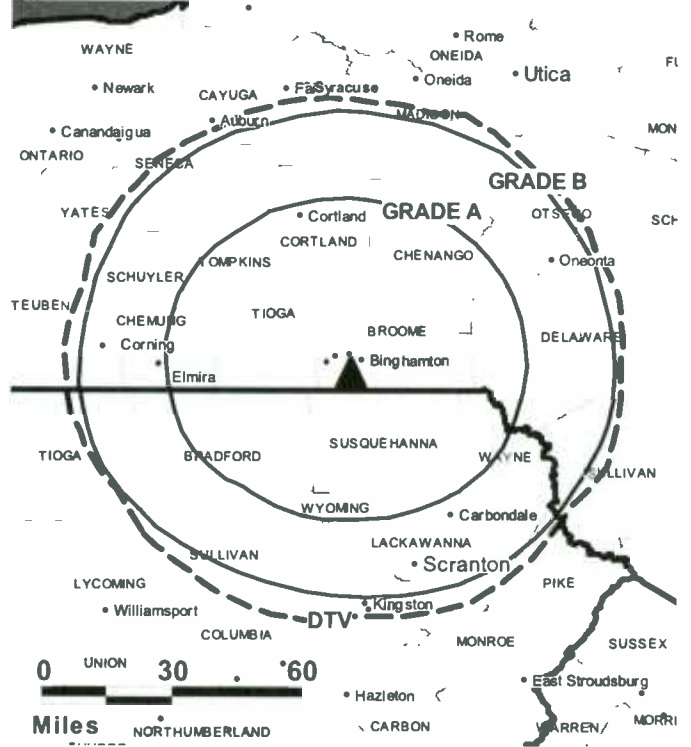 Rome
WAYNE
ONEIDA
Newark
Oneida
Utica
CAYUGA
Syracuse
MADISON
Auburn
Canandaigua
ONTARIO
SENECA
GRADE B
YATES
Cortland
GRADE A
OTSEGO
CORTLAND
CHENANGO
TOMPKINS
Oneonta
SCHUYLER
TEUBEN
TIOGA
CHEMUNG
BROOME
DELAWARE
Corning
Binghamton
Elmira
SUSQUEHANNA
TIOGA
BRADFORD
WAYNE
SULLIVAN
WYOMING
Carbondale
LACKAWANNA
SULLIVAN
Scranton
LYCOMING
PIKE
Williamsport
Kingston
DTV
COLUMBIA
MONROE
SUSSEX
UNION
0 30 60
East Stroudsburg
Hazleton
Miles
NORTHUMBERLAND
CARBON
WARREN
MORRI